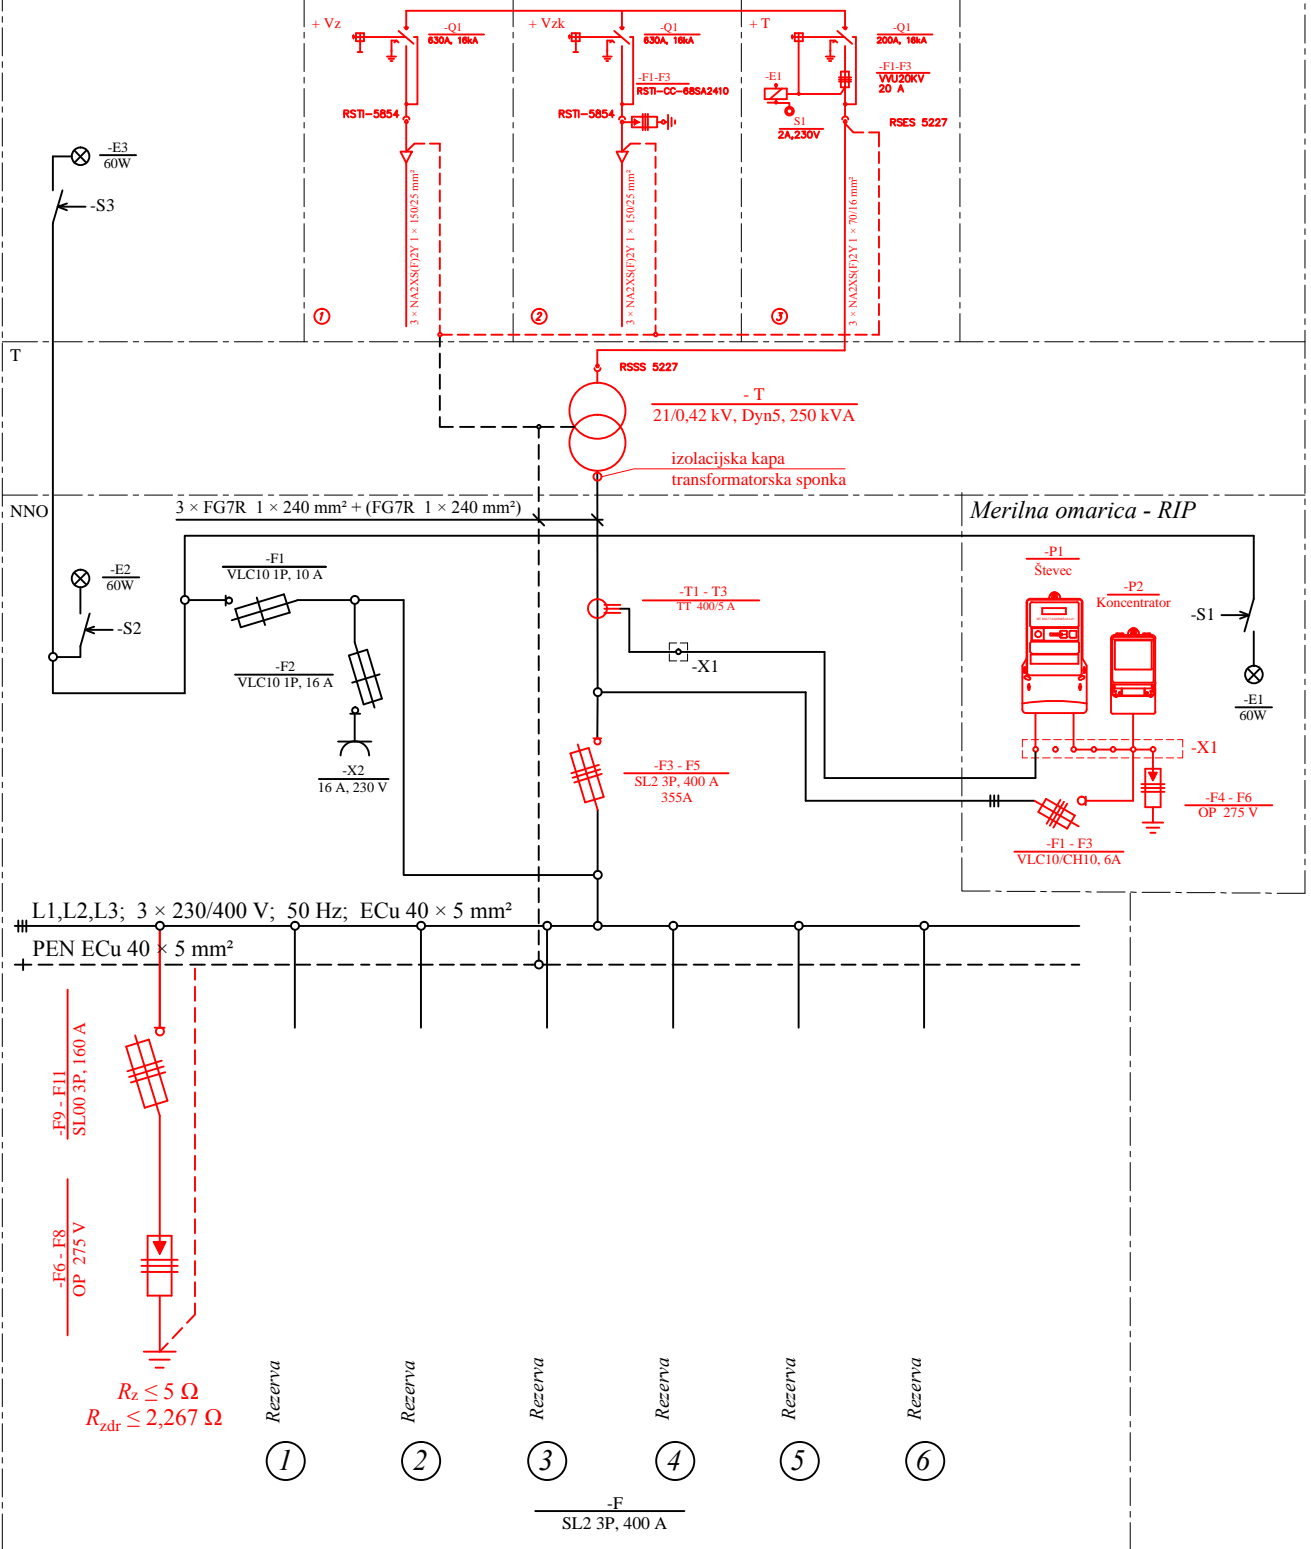 + Vz
-Q1
630A, 16kA
RSTI-5854
3 × NA2XS(F)2Y 1 × 150/25 mm²
1
+ Vzk
-Q1
630A, 16kA
-F1-F3
RSTI-CC-68SA2410
RSTI-5854
3 × NA2XS(F)2Y 1 × 150/25 mm²
2
+ T
-Q1
200A, 16kA
-F1-F3
VVU20KV
20 A
-E1
S1
2A,230V
RSES 5227
3 × NA2XS(F)2Y 1 × 70/16 mm²
3
-E3
60W
-S3
T
RSSS 5227
- T
21/0,42 kV, Dyn5, 250 kVA
izolacijska kapa
transformatorska sponka
NNO
3 × FG7R 1 × 240 mm² + (FG7R 1 × 240 mm²)
Merilna omarica - RIP
-E2
60W
-S2
-F1
VLC10 1P, 10 A
-F2
VLC10 1P, 16 A
-X2
16 A, 230 V
-T1 - T3
TT 400/5 A
-X1
-F3 - F5
SL2 3P, 400 A
355A
-P1
Števec
-P2
Koncentrator
-S1
-E1
60W
-X1
-F4 - F6
OP 275 V
-F1 - F3
VLC10/CH10, 6A
L1,L2,L3; 3 × 230/400 V; 50 Hz; ECu 40 × 5 mm²
PEN ECu 40 × 5 mm²
-F9 - F11
SL00 3P, 160 A
-F6 - F8
OP 275 V
Rz ≤ 5 Ω
Rzdr ≤ 2,267 Ω
Rezerva
Rezerva
Rezerva
Rezerva
Rezerva
Rezerva
1
2
3
4
5
6
-F
SL2 3P, 400 A